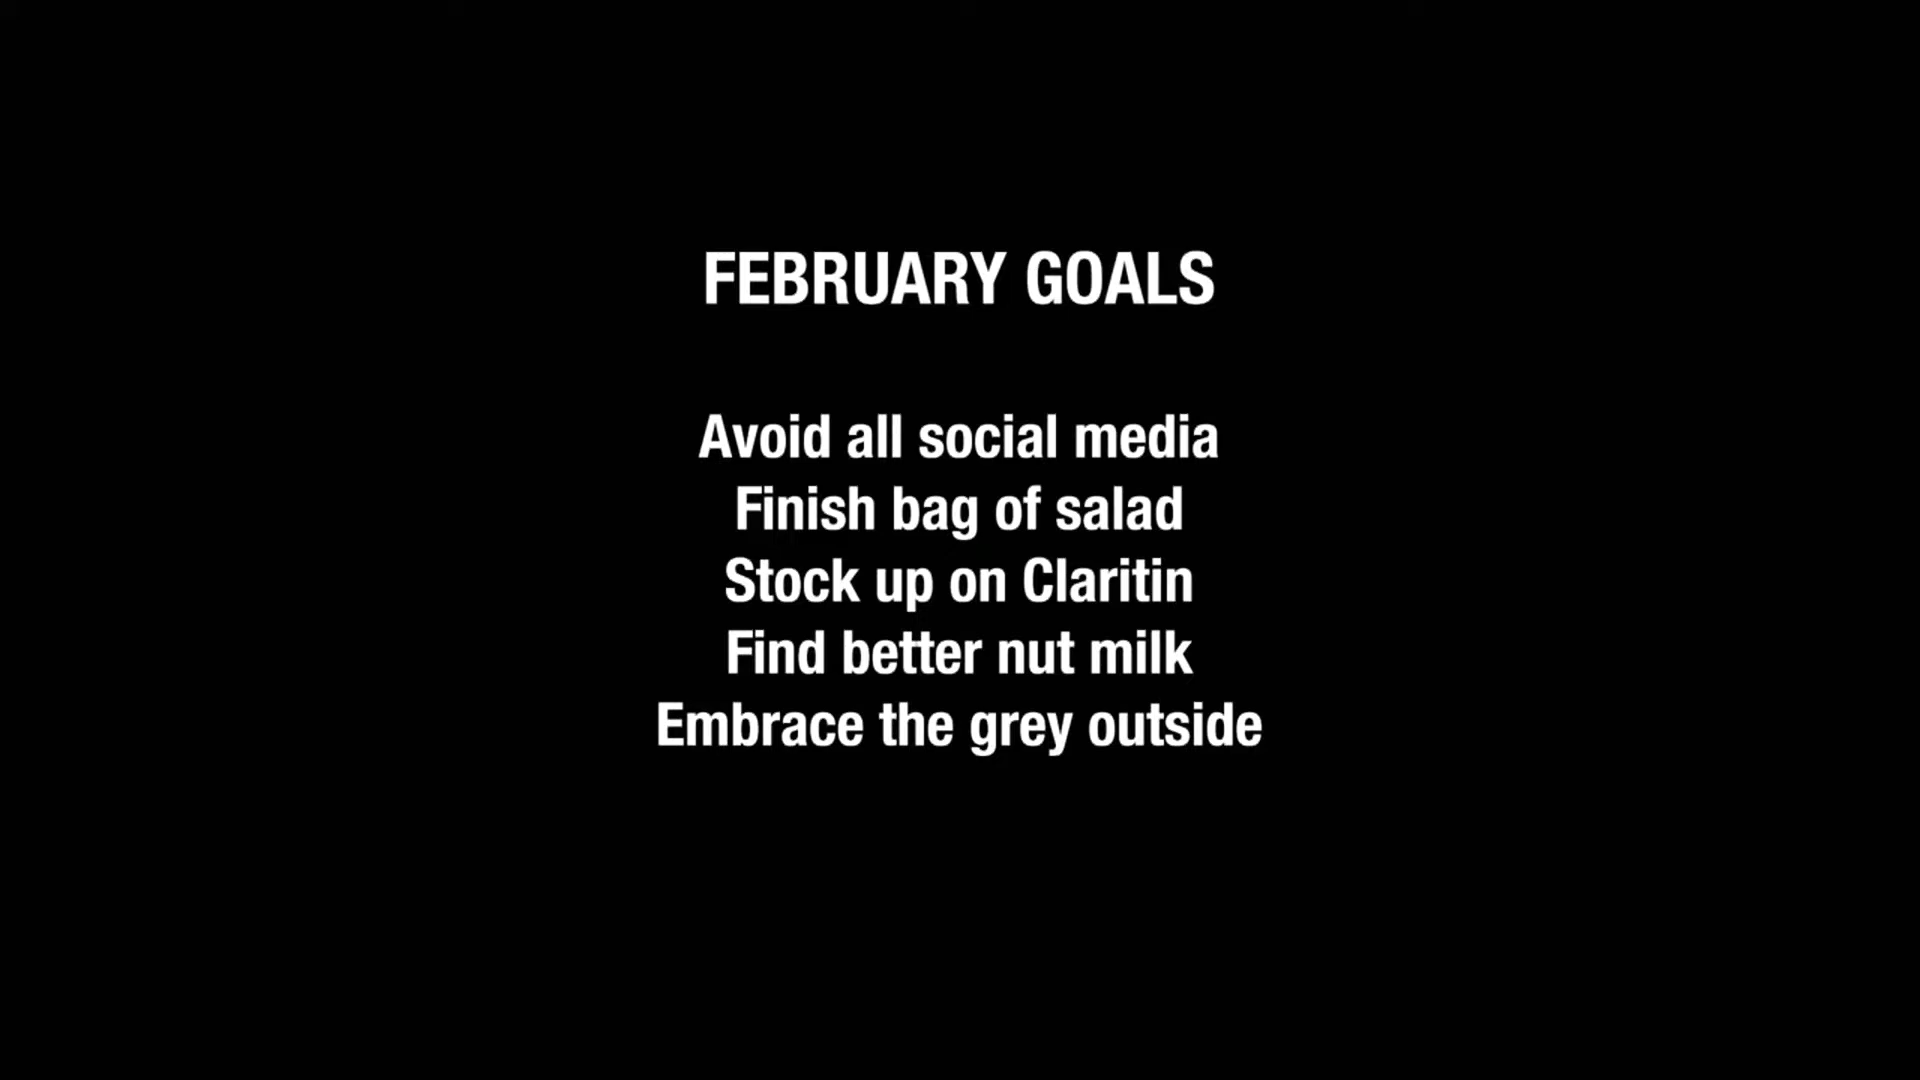 FEBRUARY GOALS
Avoid all social media
Finish bag of salad
Stock up on Claritin
Find better nut milk
Embrace the grey outside